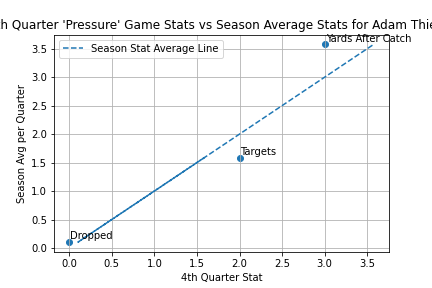 h Quarter 'Pressure' Game Stats vs Season Average Stats for Adam Thie
Season Stat Average Line
Yards After Catch
Targets
Dropped
Season Avg per Quarter
3.5
3.0
2.5
2.0
1.5
1.0
0.5
0.0
0.0 0.5 1.0 1.5 2.0 2.5 3.0 3.5
4th Quarter Stat